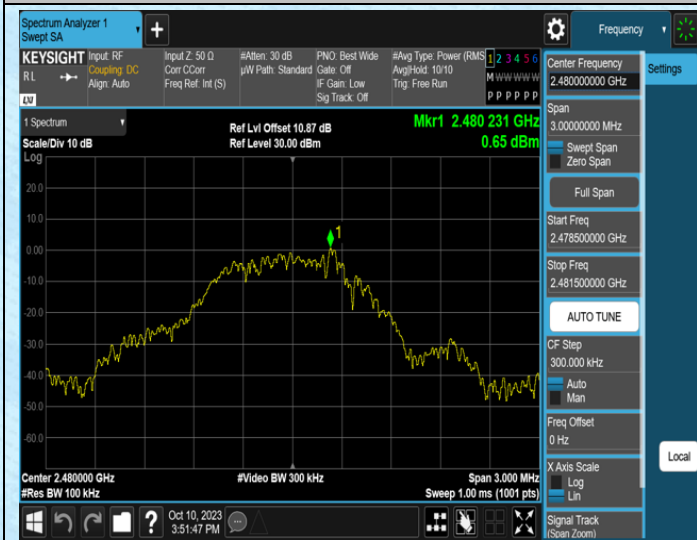 Spectrum Analyzer 1
Swept SA
Frequency
KEYSIGHT
R L
LXI
Input: RF
Coupling: DC
Align: Auto
Input Z: 50 Ω
Corr CCorr
Freq Ref: Int (S)
#Atten: 30 dB
µW Path: Standard
PNO: Best Wide
Gate: Off
IF Gain: Low
Sig Track: Off
#Avg Type: Power (RMS
Avg|Hold: 10/10
Trig: Free Run
1 2 3 4 5 6
M W W W W W
P P P P P P
1 Spectrum
Scale/Div 10 dB
Log
Ref Lvl Offset 10.87 dB
Ref Level 30.00 dBm
Mkr1 2.480 231 GHz
0.65 dBm
1
20.0
10.0
0.00
-10.0
-20.0
-30.0
-40.0
-50.0
-60.0
Center 2.480000 GHz
#Res BW 100 kHz
#Video BW 300 kHz
Span 3.000 MHz
Sweep 1.00 ms (1001 pts)
Oct 10, 2023
3:51:47 PM
Center Frequency
2.480000000 GHz
Span
3.00000000 MHz
Swept Span
Zero Span
Full Span
Start Freq
2.478500000 GHz
Stop Freq
2.481500000 GHz
AUTO TUNE
CF Step
300.000 kHz
Auto
Man
Freq Offset
0 Hz
X Axis Scale
Log
Lin
Signal Track
(Span Zoom)
Settings
Local